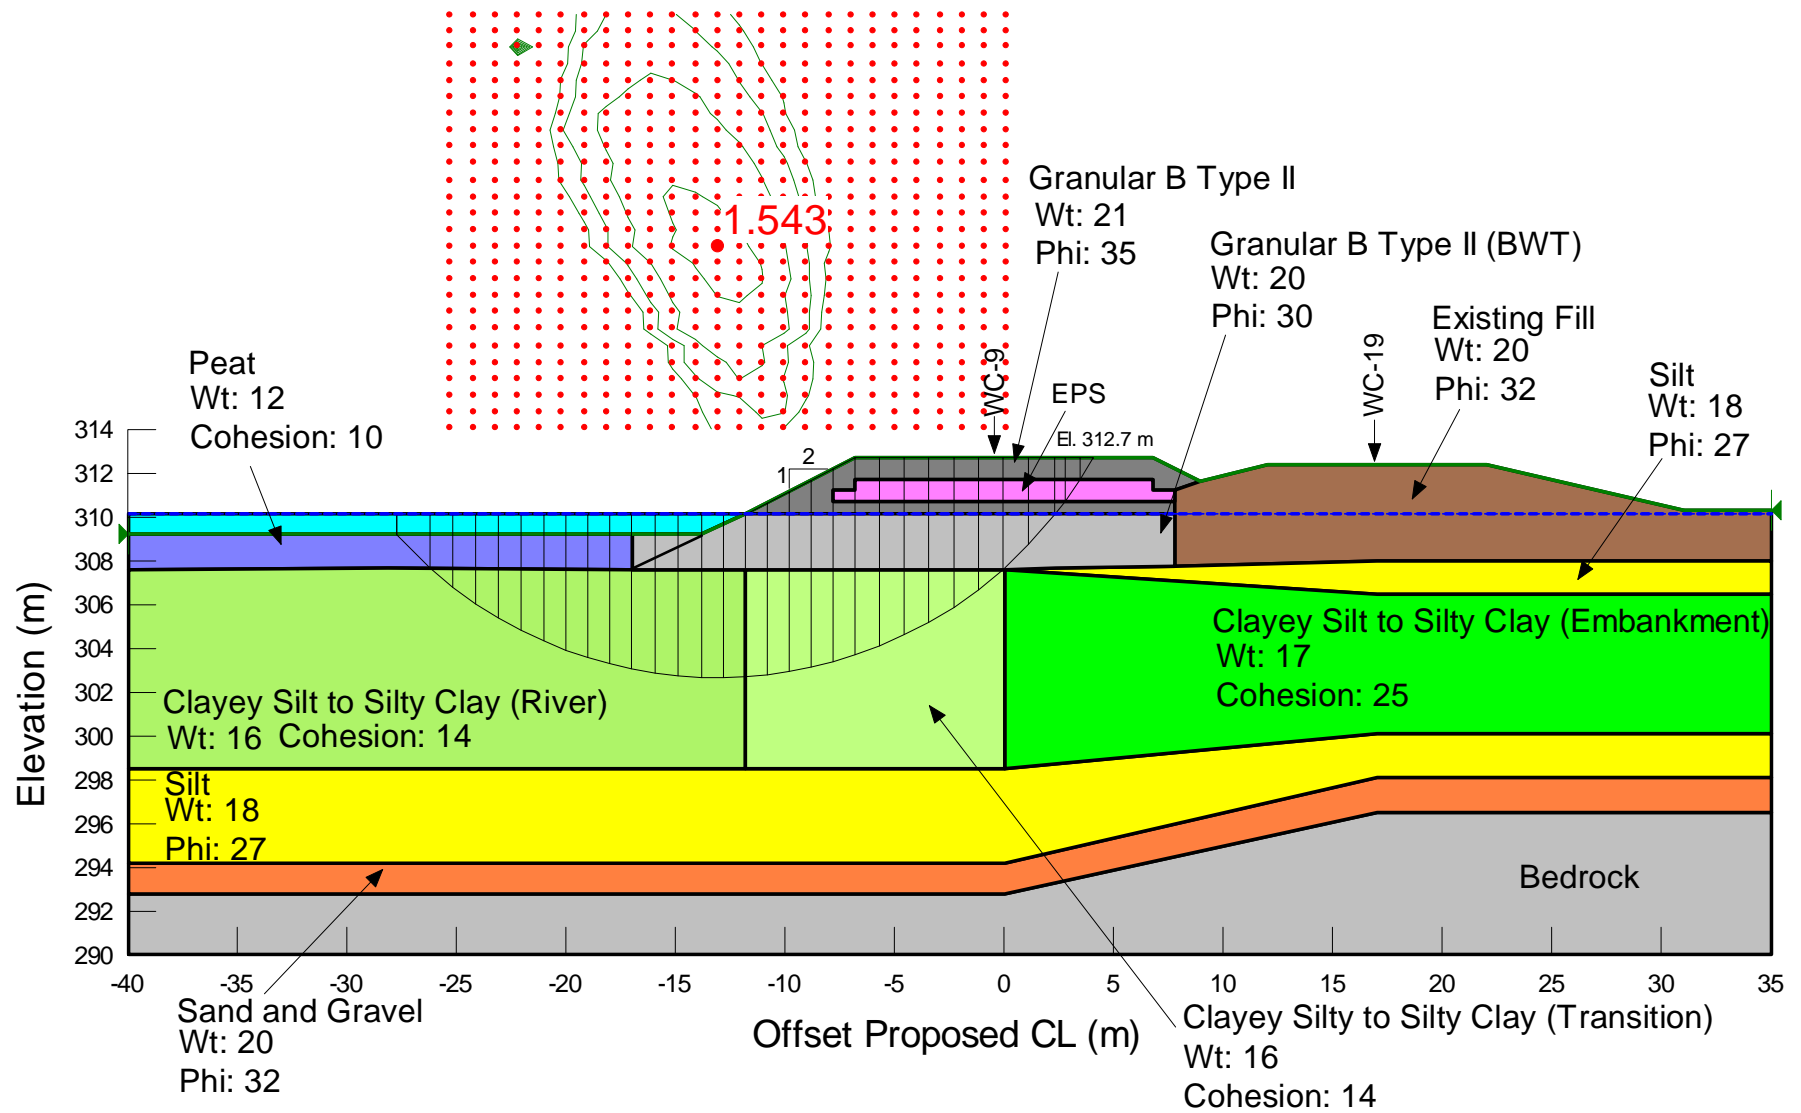 1.543
Granular B Type II
Wt: 21
Phi: 35
Granular B Type II (BWT)
Wt: 20
Phi: 30
Existing Fill
Wt: 20
Phi: 32
Silt
Wt: 18
Phi: 27
Peat
Wt: 12
Cohesion: 10
WC-9
WC-19
EPS
El. 312.7 m
2
1
314
312
310
308
306
304
302
300
298
296
294
292
290
Elevation (m)
Clayey Silt to Silty Clay (Embankment)
Wt: 17
Cohesion: 25
Clayey Silt to Silty Clay (River)
Wt: 16 Cohesion: 14
Silt
Wt: 18
Phi: 27
Bedrock
-40 -35 -30 -25 -20 -15 -10 -5 0 5 10 15 20 25 30 35
Offset Proposed CL (m)
Sand and Gravel
Wt: 20
Phi: 32
Clayey Silty to Silty Clay (Transition)
Wt: 16
Cohesion: 14